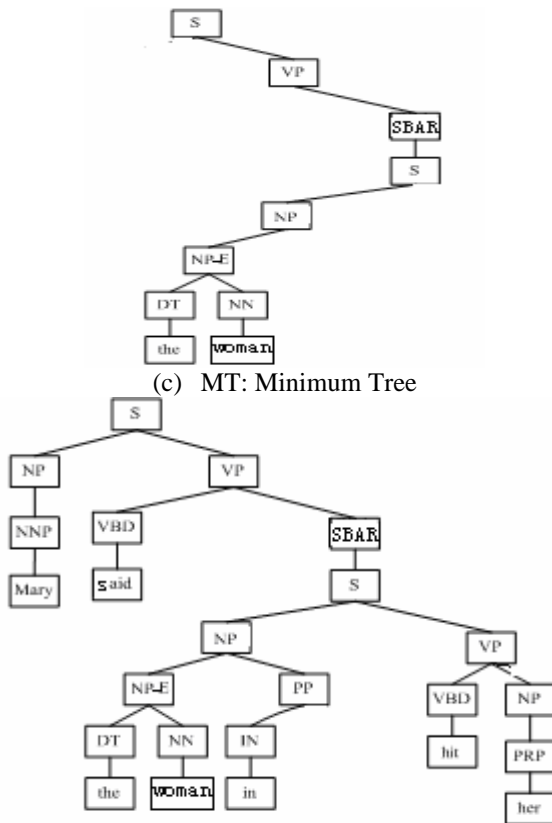 S
VP
SBAR
S
NP
NP-E
DT NN
the woman
(c) MT: Minimum Tree
S
NP VP
NNP VBD SBAR
Mary said S
NP VP
NP-E PP VBD NP
DT NN IN hit PRP
the woman in her